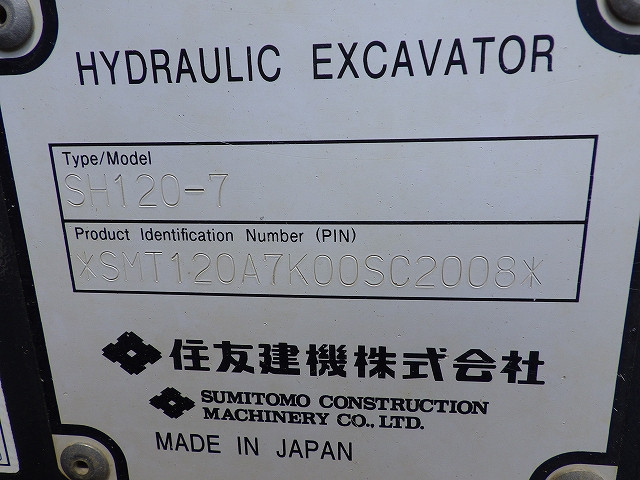 HYDRAULIC EXCAVATOR
Type/Model
SH120-7
Product Identification Number (PIN)
*SMT120A7K00SC2008*
住友建機株式会社
SUMITOMO CONSTRUCTION
MACHINERY CO., LTD.
MADE IN JAPAN